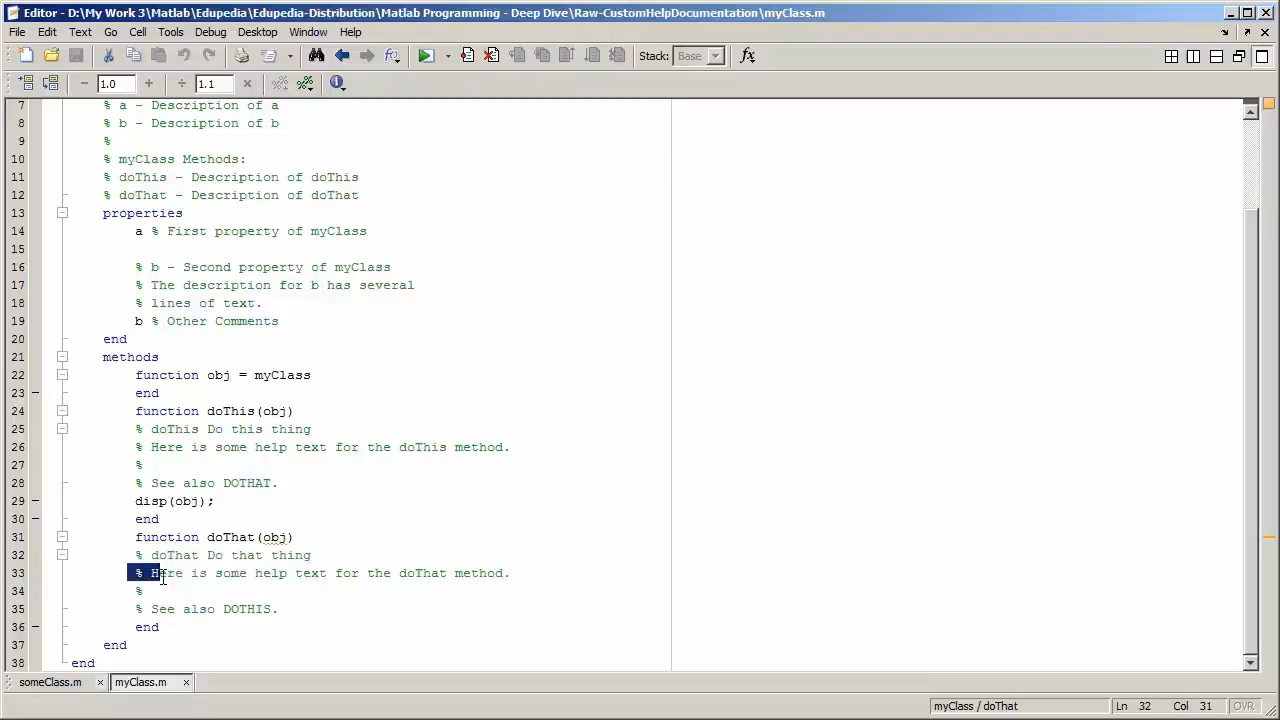 Editor - D:\My Work 3\Matlab\Edupedia\Edupedia-Distribution\Matlab Programming - Deep Dive\Raw-CustomHelpDocumentation\myClass.m
File Edit Text Go Cell Tools Debug Desktop Window Help
Stack: Base fx
1.0 1.1
7 % a - Description of a
8 % b - Description of b
9 %
10 % myClass Methods:
11 % doThis - Description of doThis
12 % doThat - Description of doThat
13 properties
14 a % First property of myClass
15
16 % b - Second property of myClass
17 % The description for b has several
18 % lines of text.
19 b % Other Comments
20 end
21 methods
22 function obj = myClass
23 end
24 function doThis(obj)
25 % doThis Do this thing
26 % Here is some help text for the doThis method.
27 %
28 % See also DOTHAT.
29 disp(obj);
30 end
31 function doThat(obj)
32 % doThat Do that thing
33 % Here is some help text for the doThat method.
34 %
35 % See also DOTHIS.
36 end
37 end
38 end
someClass.m myClass.m
myClass / doThat Ln 32 Col 31 OVR